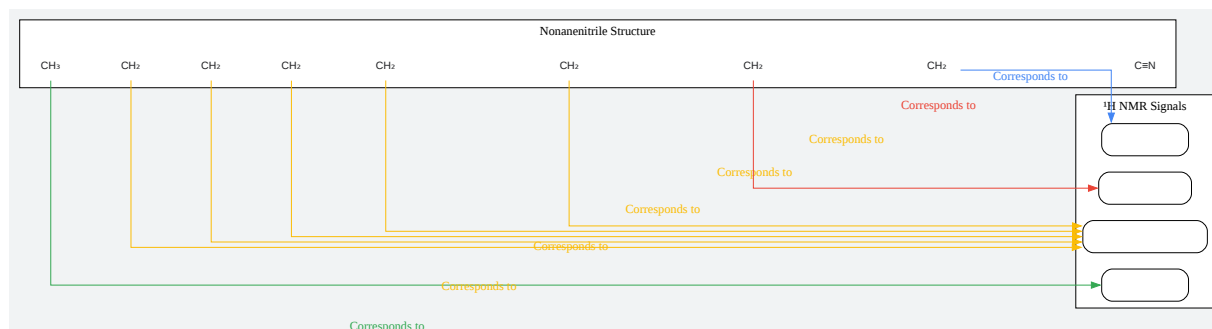 Nonanenitrile Structure
CH₃ CH₂ CH₂ CH₂ CH₂ CH₂ CH₂ CH₂ C≡N
Corresponds to
Corresponds to
¹H NMR Signals
Corresponds to
Corresponds to
Corresponds to
Corresponds to
Corresponds to
Corresponds to